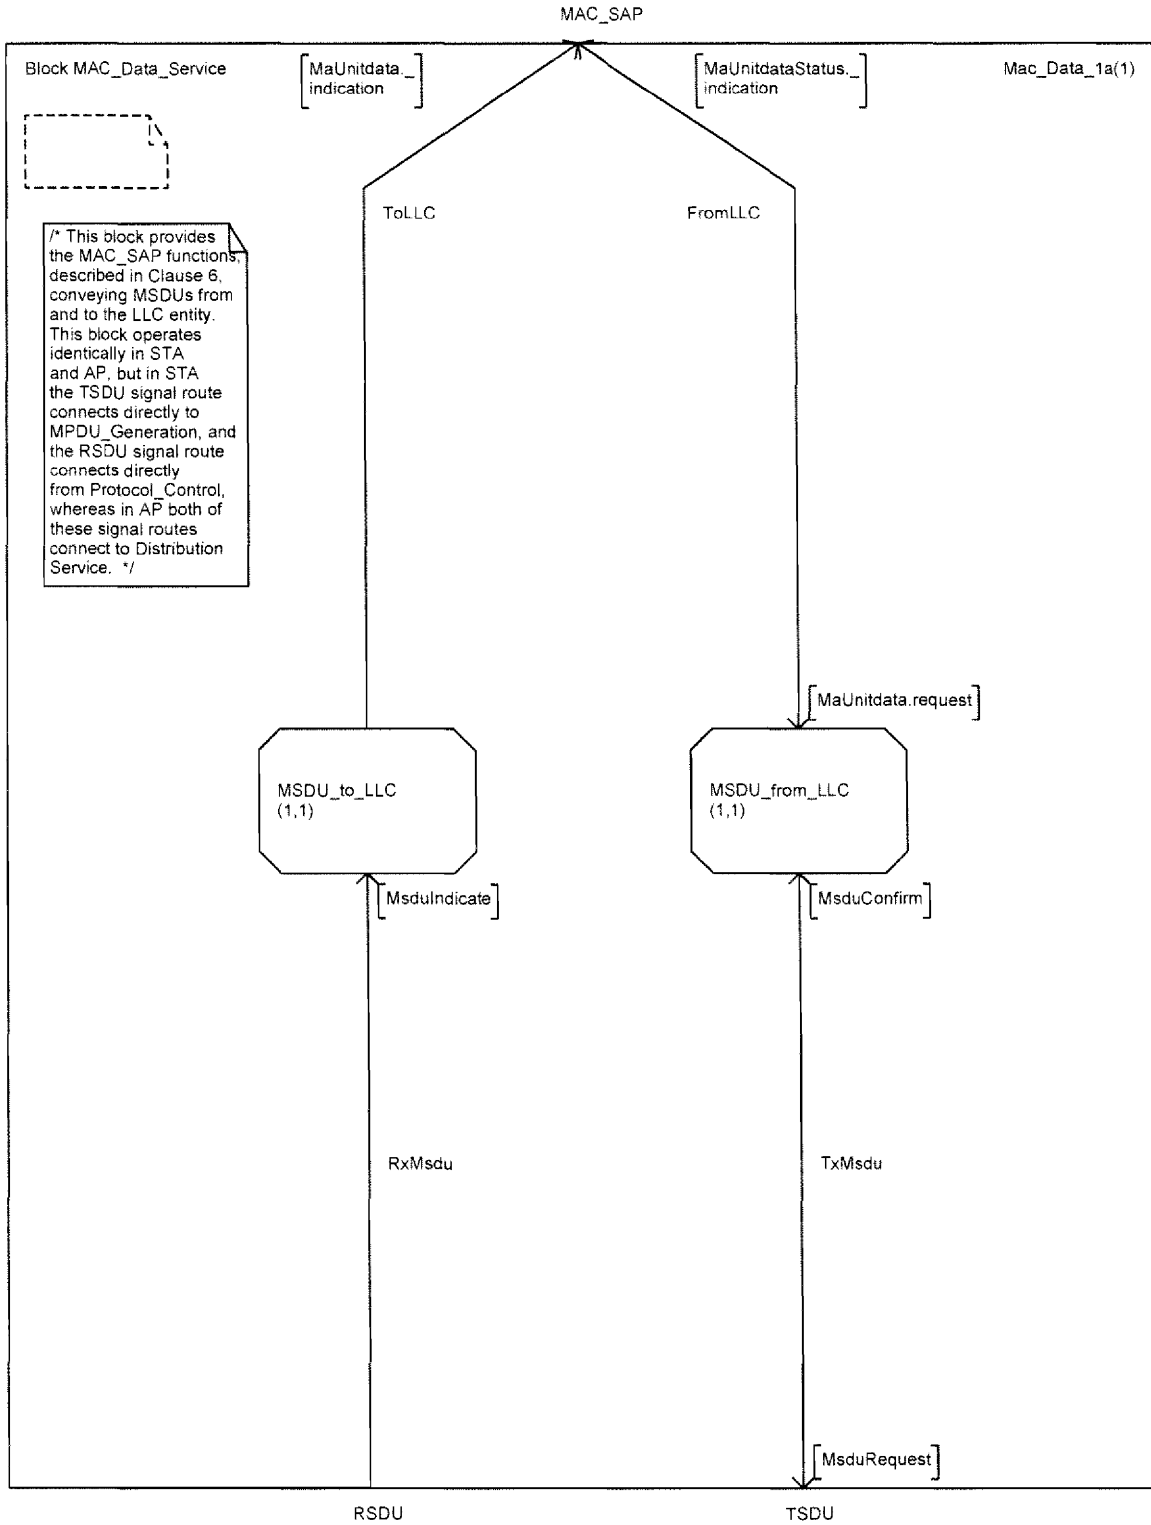 MAC_SAP
Block MAC_Data_Service
MaUnitdata._
indication
MaUnitdataStatus._
indication
Mac_Data_1a(1)
ToLLC
FromLLC
/* This block provides
the MAC_SAP functions,
described in Clause 6,
conveying MSDUs from
and to the LLC entity.
This block operates
identically in STA
and AP, but in STA
the TSDU signal route
connects directly to
MPDU_Generation, and
the RSDU signal route
connects directly
from Protocol_Control,
whereas in AP both of
these signal routes
connect to Distribution
Service. */
MaUnitdata.request
MSDU_to_LLC
(1,1)
MSDU_from_LLC
(1,1)
MsduIndicate
MsduConfirm
RxMsdu
TxMsdu
MsduRequest
RSDU
TSDU